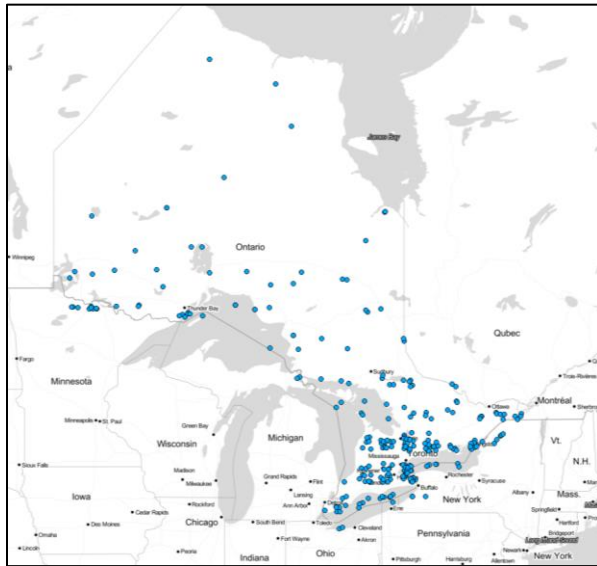 James Bay
Winnipeg
Ontario
Thunder Bay
Qubec
Fargo
Sudbury
Trois-Rivières
Minnesota
Ottawa
Montréal
Sherbro
Minneapolis
St. Paul
Green Bay
Wisconsin
Michigan
Toronto
Mississauga
Vt.
N.H.
Sioux Falls
Madison
Milwaukee
Grand Rapids
Flint
Lansing
Rochester
Syracuse
Buffalo
Albany
Mass.
Iowa
Rockford
Ann Arbor
Detroit
New York
Springfield
Cedar Rapids
Chicago
South Bend
Toledo
Cleveland
Erie
Hartford
Des Moines
Omaha
Fort Wayne
Akron
Pennsylvania
Bridgeport
Long Island Sound
Lincoln
Peoria
Indiana
Ohio
Pittsburgh
Harrisburg
Allentown
Newark
New York